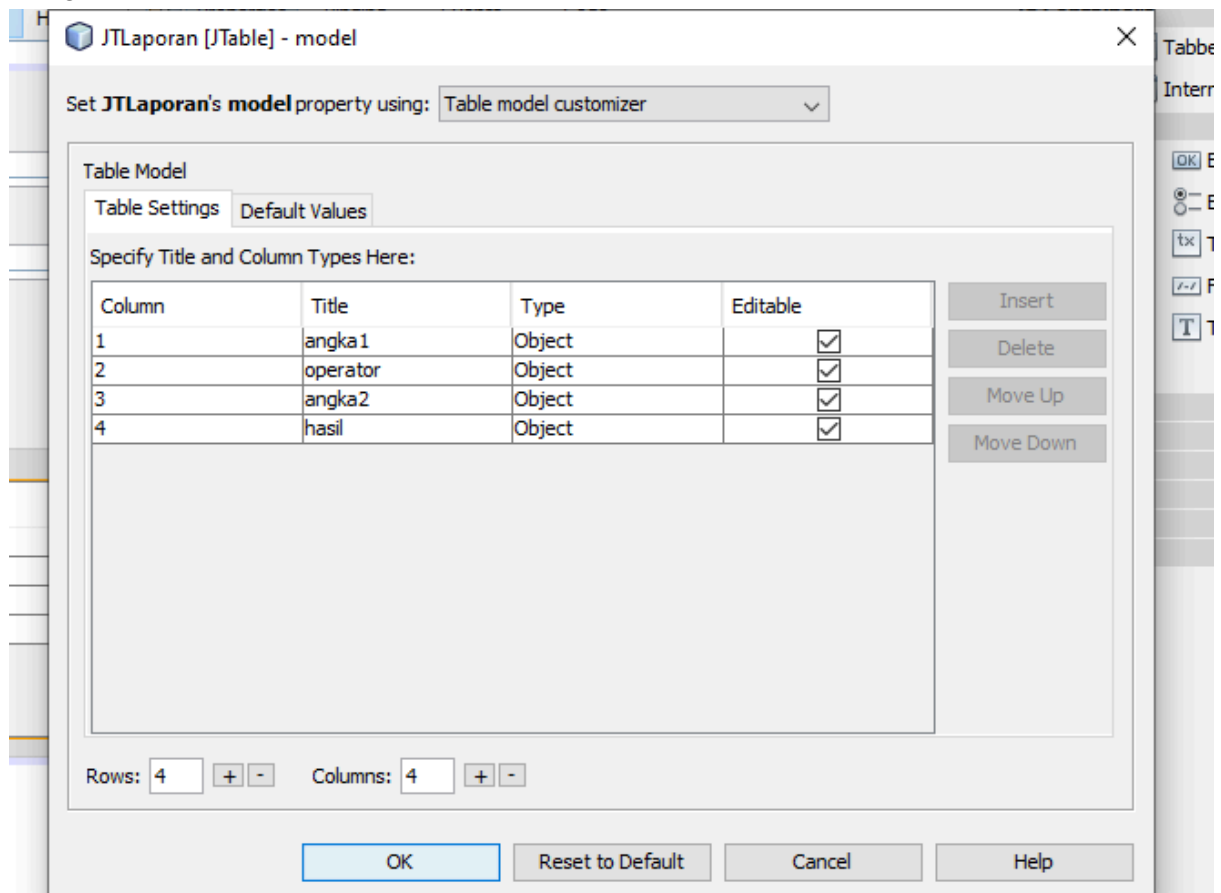 JTLaporan [JTable] - model
Set JTLaporan's model property using: Table model customizer
Table Model
Table Settings Default Values
Specify Title and Column Types Here:
Column Title Type Editable
1 angka1 Object
2 operator Object
3 angka2 Object
4 hasil Object
Insert
Delete
Move Up
Move Down
Rows: 4 + - Columns: 4 + -
OK Reset to Default Cancel Help
Tabbe
Intern
OK
tx
T